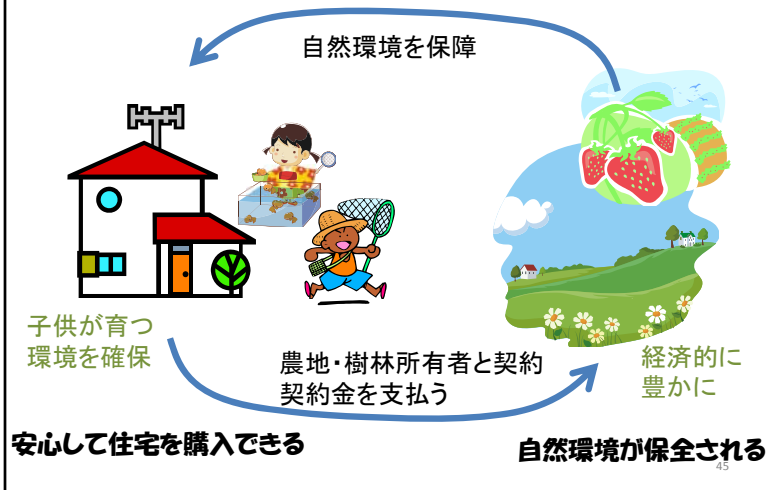 自然環境を保障
子供が育つ
環境を確保
農地・樹林所有者と契約
契約金を支払う
経済的に
豊かに
安心して住宅を購入できる
自然環境が保全される
45